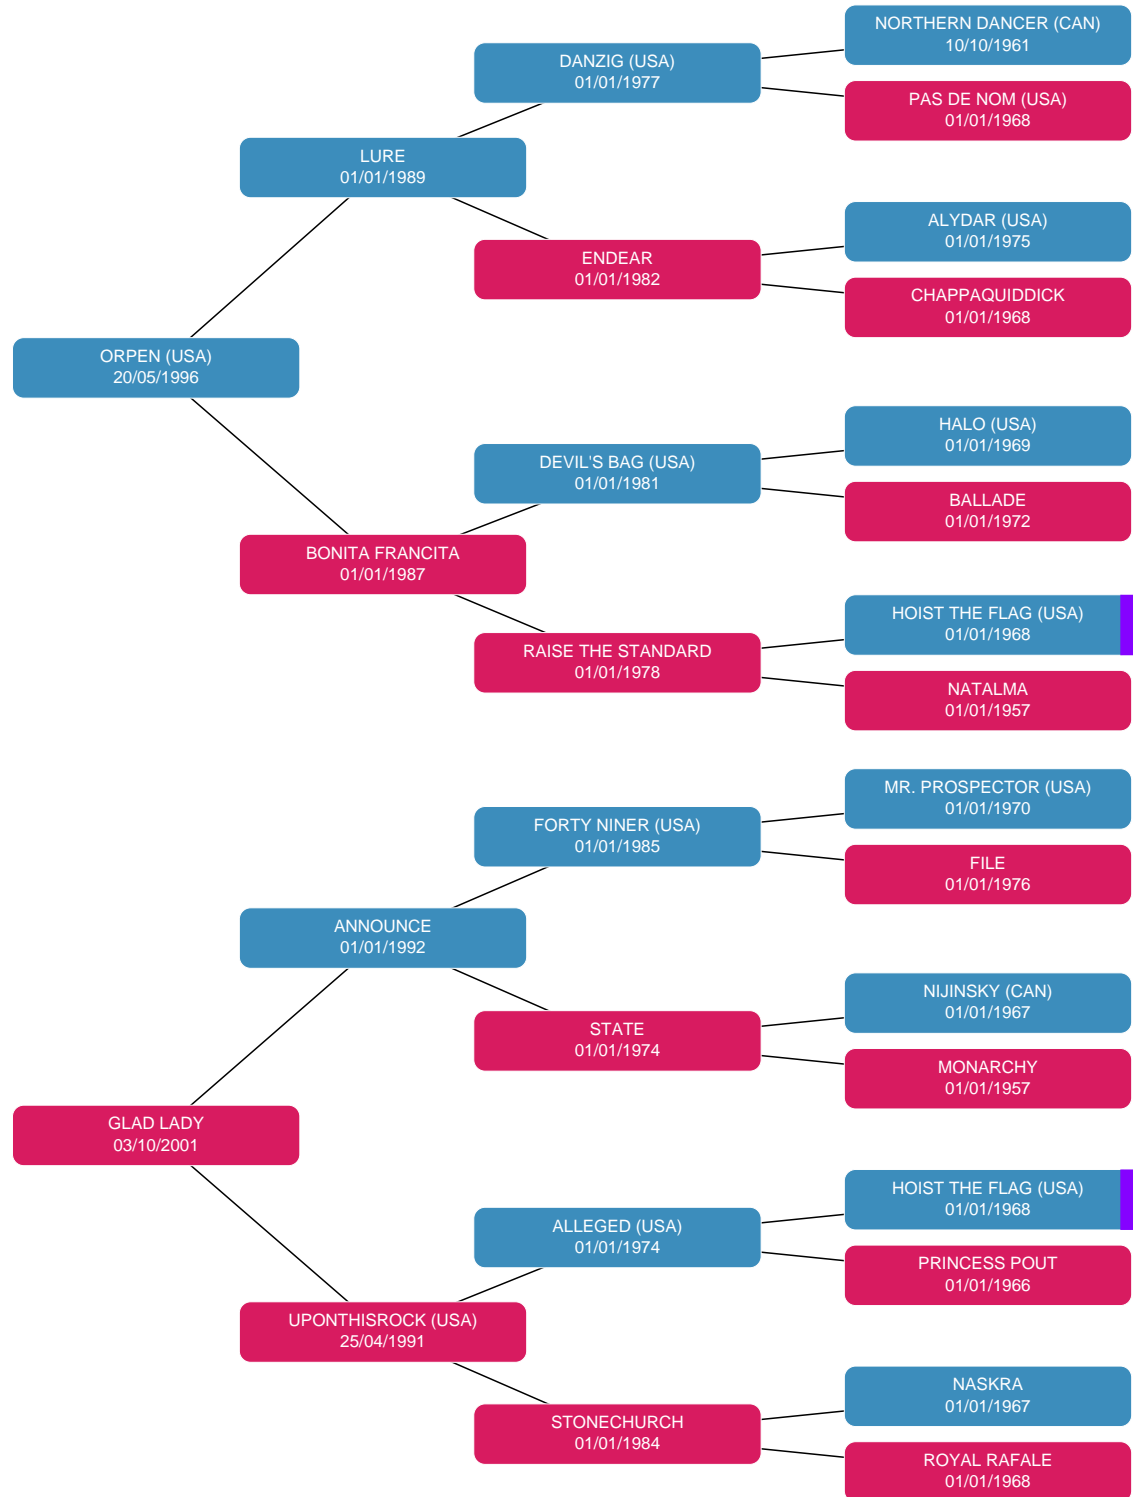 NORTHERN DANCER (CAN)
10/10/1961
DANZIG (USA)
01/01/1977
PAS DE NOM (USA)
01/01/1968
LURE
01/01/1989
ALYDAR (USA)
01/01/1975
ENDEAR
01/01/1982
CHAPPAQUIDDICK
01/01/1968
ORPEN (USA)
20/05/1996
HALO (USA)
01/01/1969
DEVIL'S BAG (USA)
01/01/1981
BALLADE
01/01/1972
BONITA FRANCITA
01/01/1987
HOIST THE FLAG (USA)
01/01/1968
RAISE THE STANDARD
01/01/1978
NATALMA
01/01/1957
MR. PROSPECTOR (USA)
01/01/1970
FORTY NINER (USA)
01/01/1985
FILE
01/01/1976
ANNOUNCE
01/01/1992
NIJINSKY (CAN)
01/01/1967
STATE
01/01/1974
MONARCHY
01/01/1957
GLAD LADY
03/10/2001
HOIST THE FLAG (USA)
01/01/1968
ALLEGED (USA)
01/01/1974
PRINCESS POUT
01/01/1966
UPONTHISROCK (USA)
25/04/1991
NASKRA
01/01/1967
STONECHURCH
01/01/1984
ROYAL RAFALE
01/01/1968